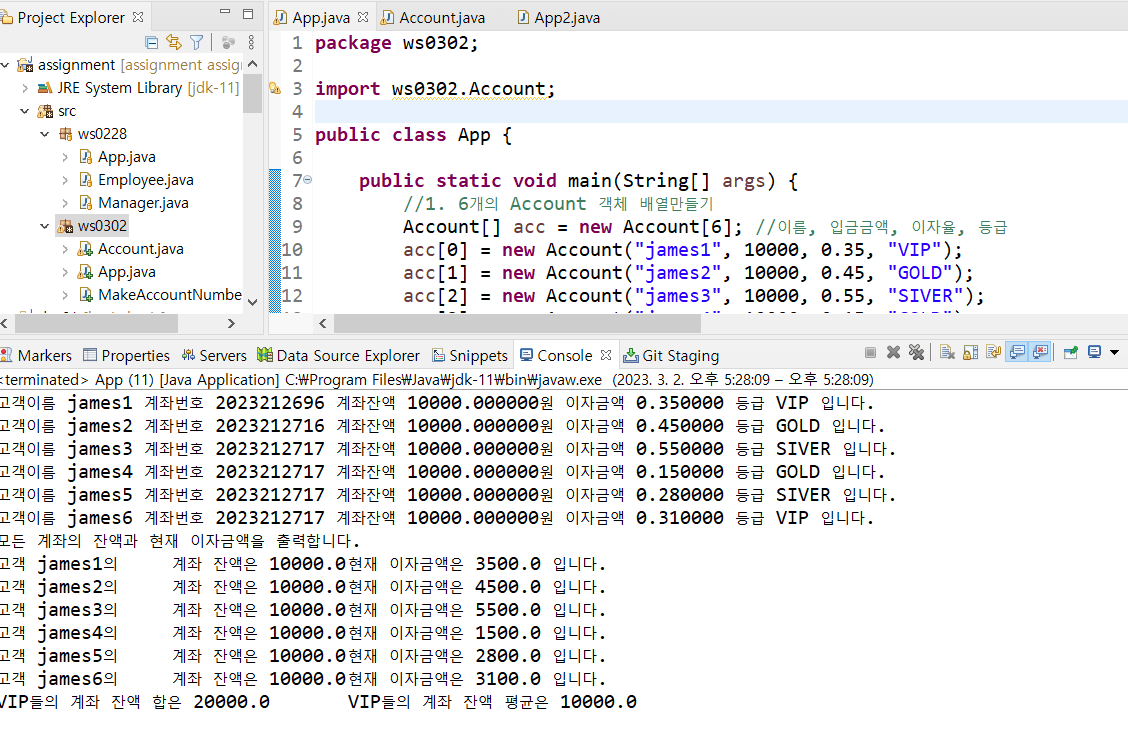 Project Explorer
assignment [assignment assig
JRE System Library [jdk-11]
src
ws0228
App.java
Employee.java
Manager.java
ws0302
Account.java
App.java
MakeAccountNumbe
App.java
Account.java
App2.java
1 package ws0302;
2
3 import ws0302.Account;
4
5 public class App {
6
7 public static void main(String[] args) {
8 //1. 6개의 Account 객체 배열만들기
9 Account[] acc = new Account[6]; //이름, 입금금액, 이자율, 등급
10 acc[0] = new Account("james1", 10000, 0.35, "VIP");
11 acc[1] = new Account("james2", 10000, 0.45, "GOLD");
12 acc[2] = new Account("james3", 10000, 0.55, "SIVER");
Markers Properties Servers Data Source Explorer Snippets Console Git Staging
<terminated> App (11) [Java Application] C:₩Program Files₩Java₩jdk-11₩bin₩javaw.exe (2023. 3. 2. 오후 5:28:09 – 오후 5:28:09)
고객이름 james1 계좌번호 2023212696 계좌잔액 10000.000000원 이자금액 0.350000 등급 VIP 입니다.
고객이름 james2 계좌번호 2023212716 계좌잔액 10000.000000원 이자금액 0.450000 등급 GOLD 입니다.
고객이름 james3 계좌번호 2023212717 계좌잔액 10000.000000원 이자금액 0.550000 등급 SIVER 입니다.
고객이름 james4 계좌번호 2023212717 계좌잔액 10000.000000원 이자금액 0.150000 등급 GOLD 입니다.
고객이름 james5 계좌번호 2023212717 계좌잔액 10000.000000원 이자금액 0.280000 등급 SIVER 입니다.
고객이름 james6 계좌번호 2023212717 계좌잔액 10000.000000원 이자금액 0.310000 등급 VIP 입니다.
모든 계좌의 잔액과 현재 이자금액을 출력합니다.
고객 james1의 계좌 잔액은 10000.0현재 이자금액은 3500.0 입니다.
고객 james2의 계좌 잔액은 10000.0현재 이자금액은 4500.0 입니다.
고객 james3의 계좌 잔액은 10000.0현재 이자금액은 5500.0 입니다.
고객 james4의 계좌 잔액은 10000.0현재 이자금액은 1500.0 입니다.
고객 james5의 계좌 잔액은 10000.0현재 이자금액은 2800.0 입니다.
고객 james6의 계좌 잔액은 10000.0현재 이자금액은 3100.0 입니다.
VIP들의 계좌 잔액 합은 20000.0 VIP들의 계좌 잔액 평균은 10000.0